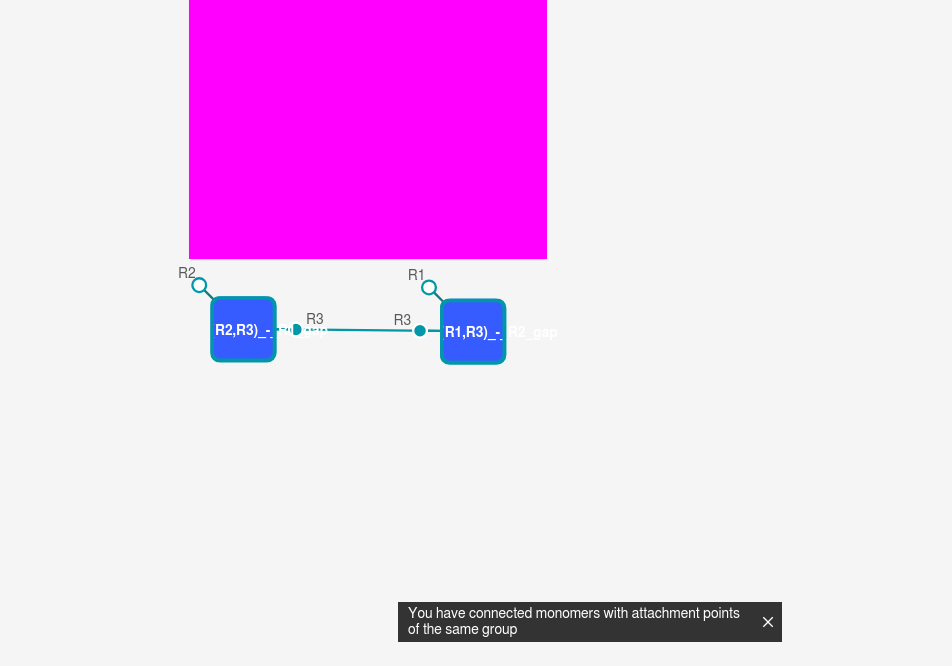 R2
R1
R3
R3
R2,R3)_-_
R1,R3)_-_R2_gap
You have connected monomers with attachment points
of the same group